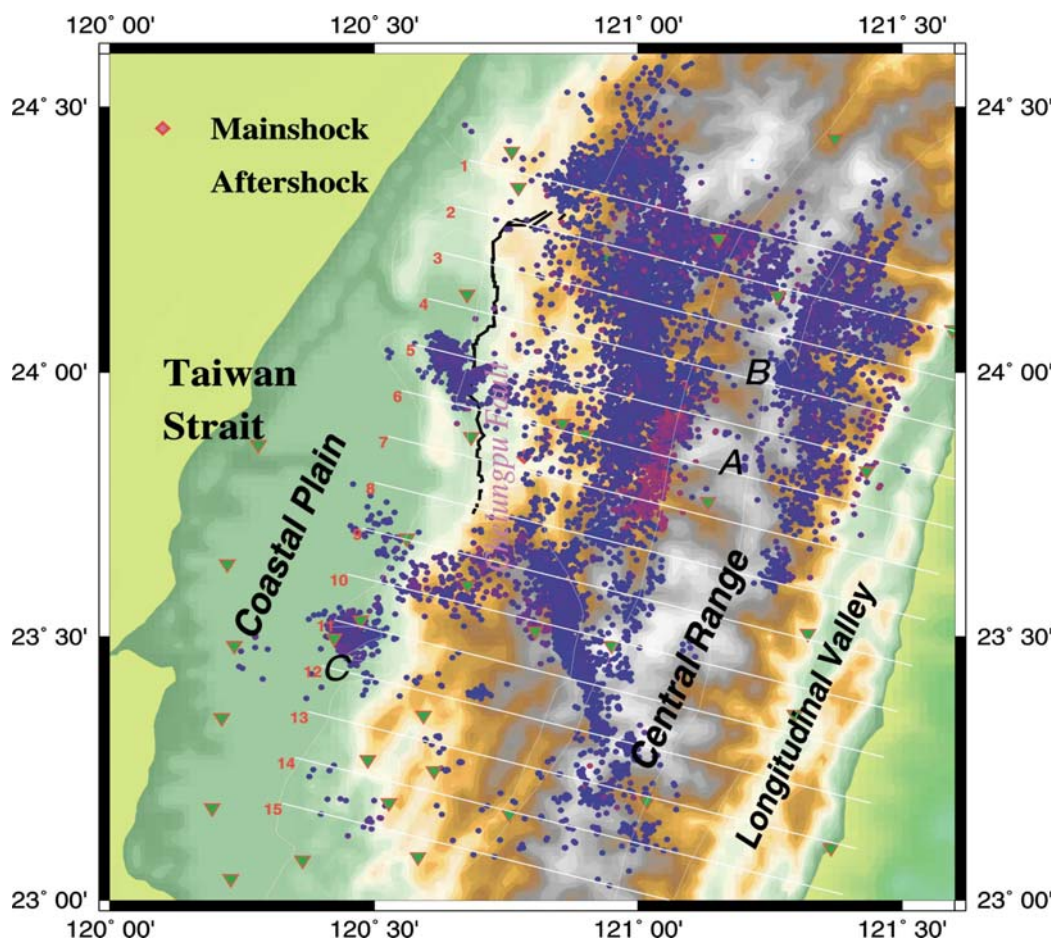 120 00' 120 30' 121 00' 121 30'
24 30'
24 30'
Mainshock
Aftershock
1
2
3
4
5
6
7
8
9
10
11
12
13
14
15
24 00'
24 00'
Taiwan
Strait
B
A
C
Coastal Plain
Central Range
Longitudinal Valley
23 30'
23 30'
23 00'
23 00'
120 00' 120 30' 121 00' 121 30'